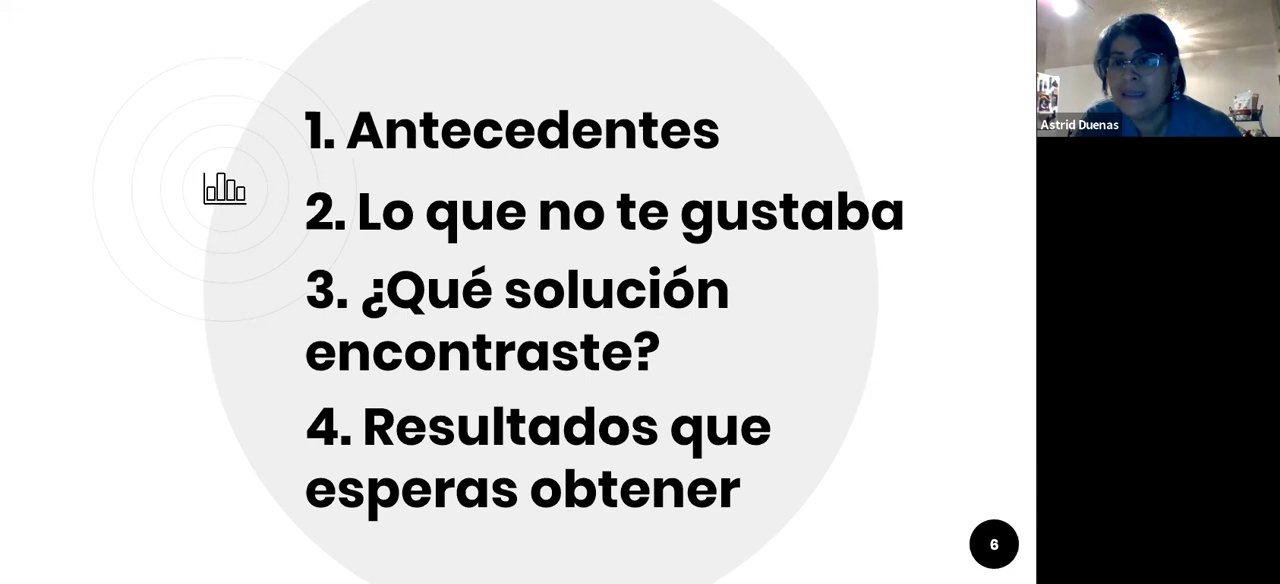 1. Antecedentes
2. Lo que no te gustaba
3. ¿Qué solución
encontraste?
4. Resultados que
esperas obtener
6
Astrid Duenas